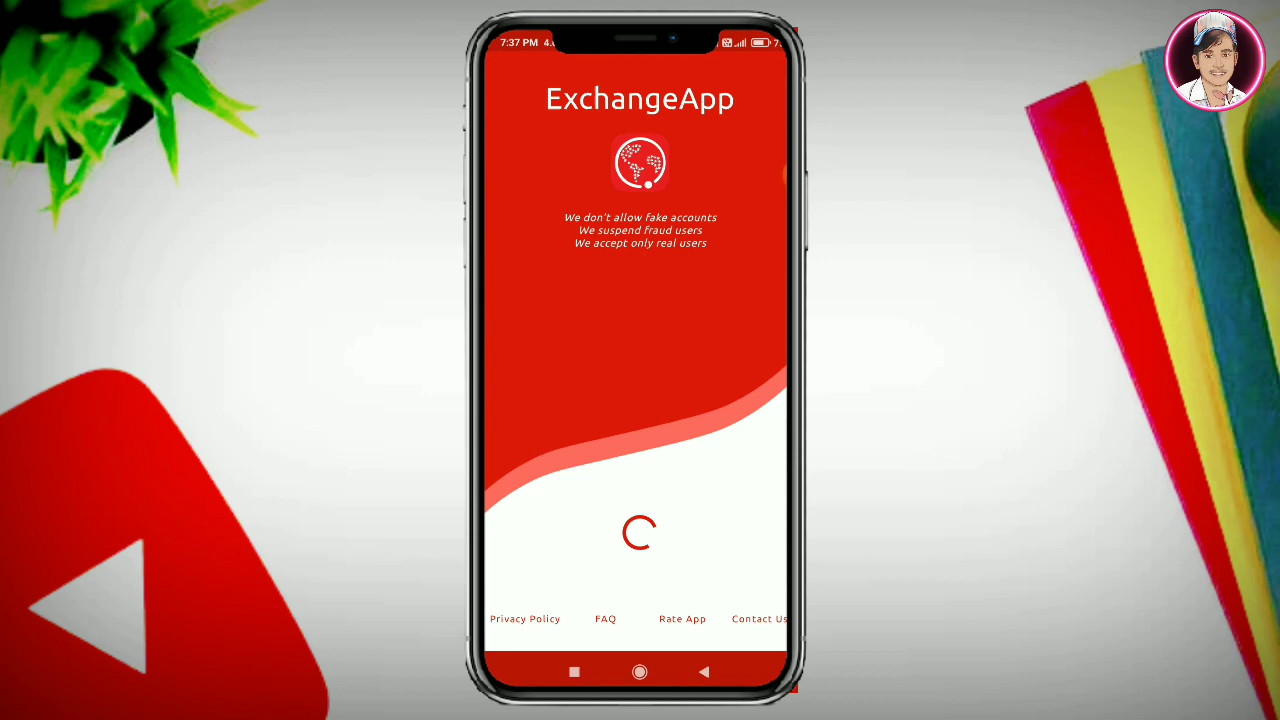 7:37 PM
ExchangeApp
We don't allow fake accounts
We suspend fraud users
We accept only real users
Privacy Policy FAQ Rate App Contact Us